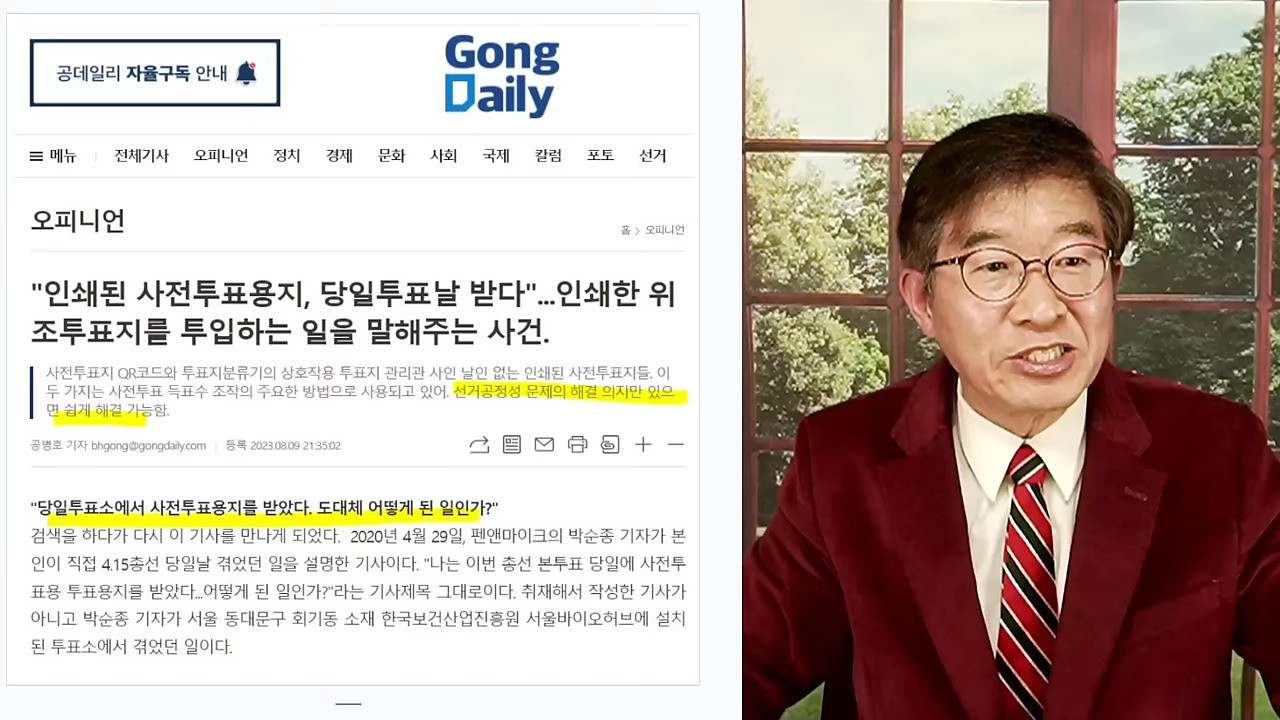 공데일리 자율구독 안내
Gong
Daily
메뉴 전체기사 오피니언 정치 경제 문화 사회 국제 칼럼 포토 선거
오피니언
홈 > 오피니언
"인쇄된 사전투표용지, 당일투표날 받다"...인쇄한 위
조투표지를 투입하는 일을 말해주는 사건.
사전투표지 QR코드와 투표지분류기의 상호작용 투표지 관리관 사인 날인 없는 인쇄된 사전투표지들. 이
두 가지는 사전투표 득표수 조작의 주요한 방법으로 사용되고 있어. 선거공정성 문제의 해결 의지만 있으
면 쉽게 해결 가능함.
공병호 기자 bhgong@gongdaily.com 등록 2023.08.09 21:35:02
"당일투표소에서 사전투표용지를 받았다. 도대체 어떻게 된 일인가?"
검색을 하다가 다시 이 기사를 만나게 되었다. 2020년 4월 29일, 펜앤마이크의 박순종 기자가 본
인이 직접 4.15총선 당일날 겪었던 일을 설명한 기사이다. "나는 이번 총선 본투표 당일에 사전투
표용 투표용지를 받았다...어떻게 된 일인가?"라는 기사제목 그대로이다. 취재해서 작성한 기사가
아니고 박순종 기자가 서울 동대문구 회기동 소재 한국보건산업진흥원 서울바이오허브에 설치
된 투표소에서 겪었던 일이다.